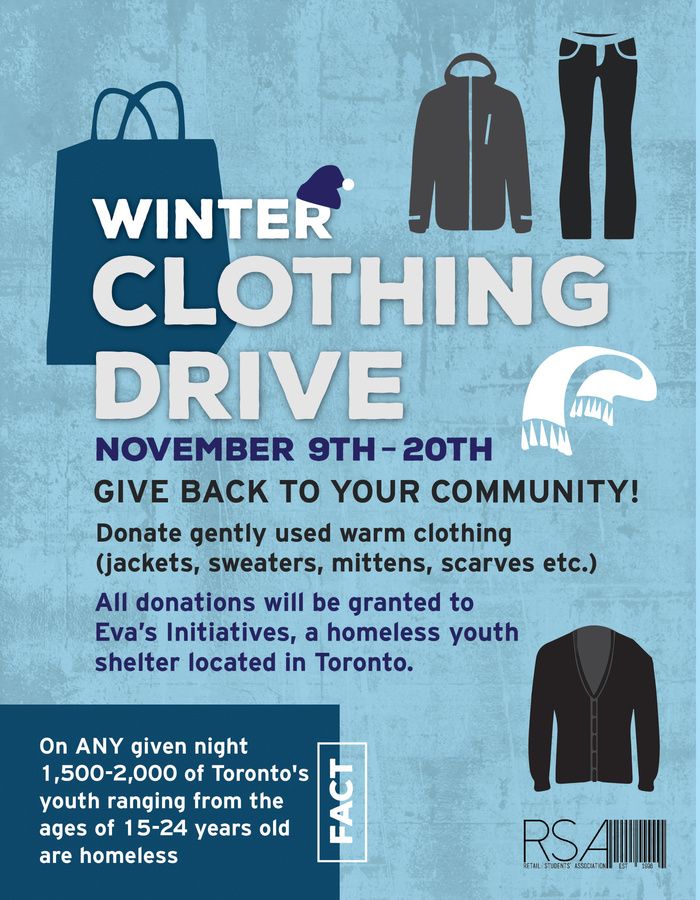 WINTER
CLOTHING
DRIVE
NOVEMBER 9TH-20TH
GIVE BACK TO YOUR COMMUNITY!
Donate gently used warm clothing
(jackets, sweaters, mittens, scarves etc.)
All donations will be granted to
Eva's Initiatives, a homeless youth
shelter located in Toronto.
On ANY given night
1,500-2,000 of Toronto's
youth ranging from the
ages of 15-24 years old
are homeless
FACT
RSA
RETAIL STUDENTS' ASSOCIATION EST 1998